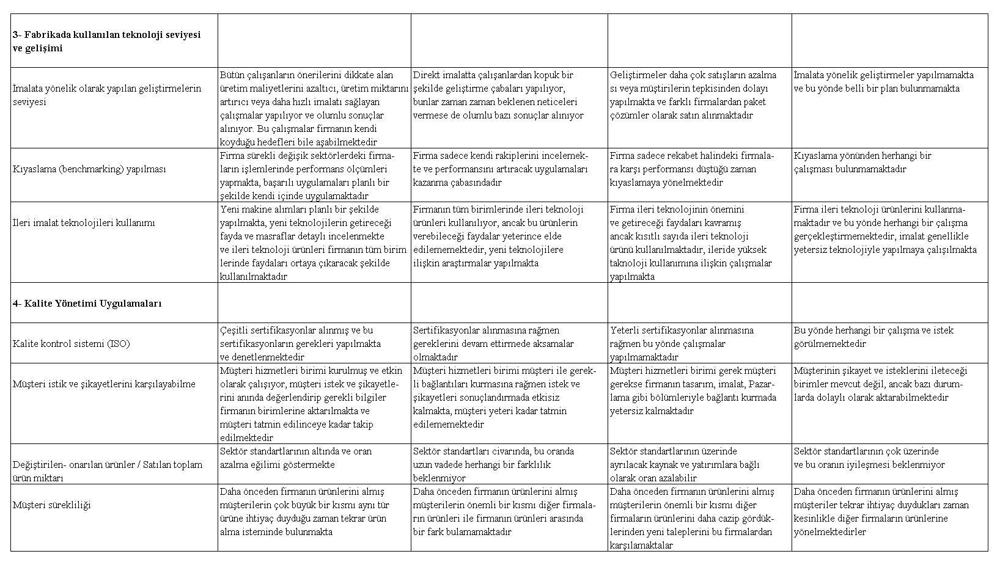 3- Fabrikada kullanılan teknoloji seviyesi
ve gelişimi
İmalata yönelik olarak yapılan geliştirmelerin
seviyesi
Bütün çalışanların önerilerini dikkate alan
üretim maliyetlerini azaltıcı, üretim miktarını
artırıcı veya daha hızlı imalatı sağlayan
çalışmalar yapılıyor ve olumlu sonuçlar
alınıyor. Bu çalışmalar firmanın kendi
koyduğu hedefleri bile aşabilmektedir
Direkt imalatta çalışanlardan kopuk bir
şekilde geliştirme çabaları yapılıyor,
bunlar zaman zaman beklenen neticeleri
vermese de olumlu bazı sonuçlar alınıyor
Geliştirmeler daha çok satışların azalma
sı veya müştirilerin tepkisinden dolayı
yapılmakta ve farklı firmalardan paket
çözümler olarak satın alınmaktadır
İmalata yönelik geliştirmeler yapılmamakta
ve bu yönde belli bir plan bulunmamakta
Kıyaslama (benchmarking) yapılması
Firma sürekli değişik sektörlerdeki firma-
ların işlemlerinde performans ölçümleri
yapmakta, başarılı uygulamaları planlı bir
şekilde kendi içinde uygulamaktadır
Firma sadece kendi rakiplerini incelemek-
te ve performansını artıracak uygulamaları
kazanma çabasındadır
Firma sadece rekabet halindeki firmala-
ra karşı performansı düştüğü zaman
kıyaslamaya yönelmektedir
Kıyaslama yönünden herhangi bir
çalışması bulunmamaktadır
İleri imalat teknolojileri kullanımı
Yeni makine alımları planlı bir şekilde
yapılmakta, yeni teknolojilerin getireceği
fayda ve masraflar detaylı incelenmekte
ve ileri teknoloji ürünleri firmanın tüm birim
lerinde faydaları ortaya çıkaracak şekilde
kullanılmaktadır
Firmanın tüm birimlerinde ileri teknoloji
ürünleri kullanılıyor, ancak bu ürünlerin
verebileceği faydalar yeterince elde
edilememektedir, yeni teknolojilere
ilişkin araştırmalar yapılmakta
Firma ileri teknolojinin önemini
ve getireceği faydaları kavramış
ancak kısıtlı sayıda ileri teknoloji
ürünü kullanılmaktadır, ileride yüksek
taknoloji kullanımına ilişkin çalışmalar
yapılmakta
Firma ileri teknoloji ürünlerini kullanma-
maktadır ve bu yönde herhangi bir çalışma
gerçekleştirmemektedir, imalat genellikle
yetersiz teknolojiyle yapılmaya çalışılmakta
4- Kalite Yönetimi Uygulamaları
Kalite kontrol sistemi (ISO)
Çeşitli sertifikasyonlar alınmış ve bu
sertifikasyonların gerekleri yapılmakta
ve denetlenmektedir
Sertifikasyonlar alınmasına rağmen
gereklerini devam ettirmede aksamalar
olmaktadır
Yeterli sertifikasyonlar alınmasına
rağmen bu yönde çalışmalar
yapılmamaktadır
Bu yönde herhangi bir çalışma ve istek
görülmemektedir
Müşteri istik ve şikayetlerini karşılayabilme
Müşteri hizmetleri birimi kurulmuş ve etkin
olarak çalışıyor, müşteri istek ve şikayetle-
rini anında değerlendirip gerekli bilgiler
firmanın birimlerine aktarılmakta ve
müşteri tatmin edilinceye kadar takip
edilmektedir
Müşteri hizmetleri birimi müşteri ile gerek-
li bağlantıları kurmasına rağmen istek ve
şikayetleri sonuçlandırmada etkisiz
kalmakta, müşteri yeteri kadar tatmin
edilememektedir
Müşteri hizmetleri birimi gerek müşteri
gerekse firmanın tasarım, imalat, Pazar-
lama gibi bölümleriyle bağlantı kurmada
yetersiz kalmaktadır
Müşterinin şikayet ve isteklerini ileteceği
birimler mevcut değil, ancak bazı durum-
larda dolaylı olarak aktarabilmektedir
Değiştirilen- onarılan ürünler / Satılan toplam
ürün miktarı
Sektör standartlarının altında ve oran
azalma eğilimi göstermekte
Sektör standartları civarında, bu oranda
uzun vadede herhangi bir farklılık
beklenmiyor
Sektör standartlarının üzerinde
ayrılacak kaynak ve yatırımlara bağlı
olarak oran azalabilir
Sektör standartlarının çok üzerinde
ve bu oranın iyileşmesi beklenmiyor
Müşteri sürekliliği
Daha önceden firmanın ürünlerini almış
müşterilerin çok büyük bir kısmı aynı tür
ürüne ihtiyaç duyduğu zaman tekrar ürün
alma isteminde bulunmakta
Daha önceden firmanın ürünlerini almış
müşterilerin önemli bir kısmı diğer firmala-
rın ürünleri ile firmanın ürünleri arasında
bir fark bulamamaktadır
Daha önceden firmanın ürünlerini almış
müşterilerin önemli bir kısmı diğer
firmaların ürünlerini daha cazip gördük-
lerinden yeni taleplerini bu firmalardan
karşılamaktalar
Daha önceden firmanın ürünlerini almış
müşteriler tekrar ihtiyaç duydukları zaman
kesinlikle diğer firmaların ürünlerine
yönelmektedirler